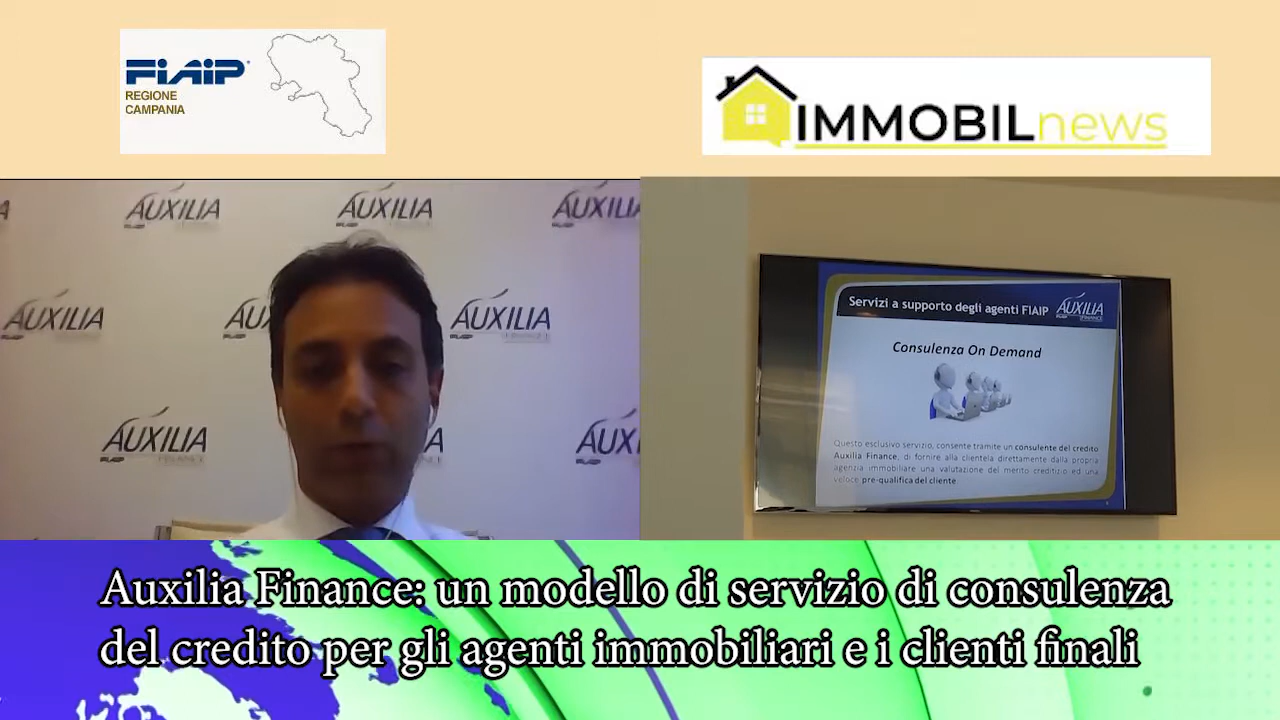 FIAIP
REGIONE
CAMPANIA
IMMOBILnews
AUXILIA
AUXILIA
AUXILIA
AUXILIA
AUXILIA
AUXILIA
Servizi a supporto degli agenti FIAIP
AUXILIA
FINANCE
Consulenza On Demand
Questo esclusivo servizio, consente tramite un consulente del credito
Auxilia Finance, di fornire alla clientela direttamente dalla propria
agenzia immobiliare una valutazione del merito creditizio ed una
veloce pre-qualifica del cliente
Auxilia Finance: un modello di servizio di consulenza
del credito per gli agenti immobiliari e i clienti finali